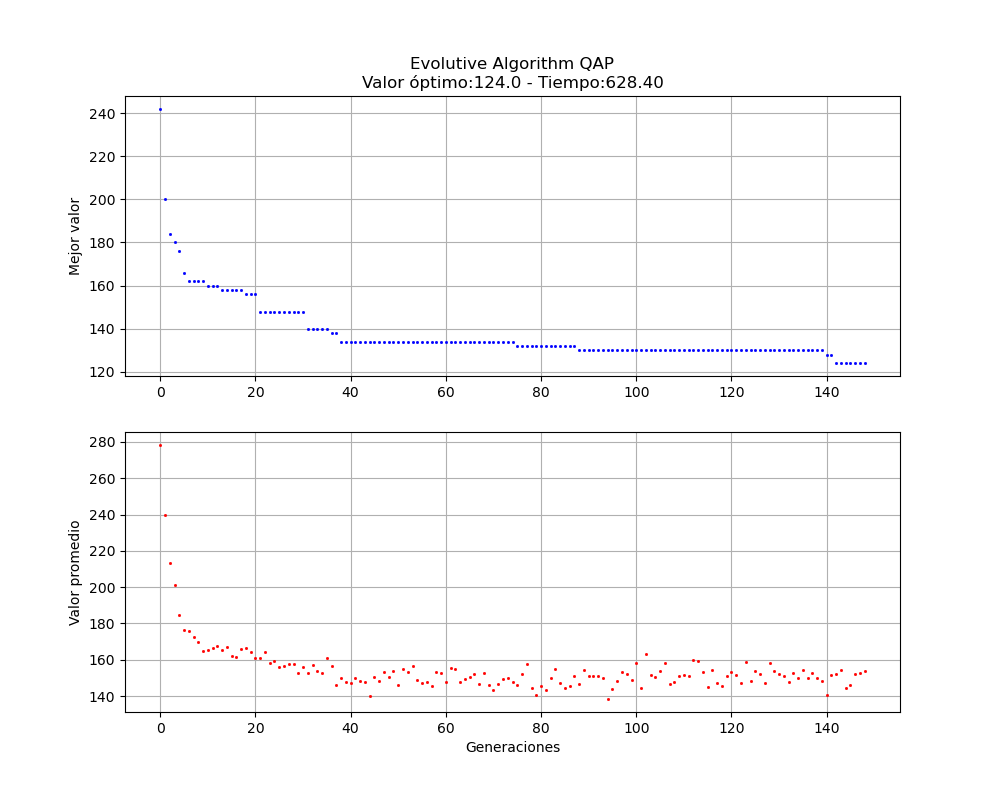 Evolutive Algorithm QAP
Valor óptimo:124.0 - Tiempo:628.40
Mejor valor
240
220
200
180
160
140
120
0 20 40 60 80 100 120 140
Valor promedio
280
260
240
220
200
180
160
140
0 20 40 60 80 100 120 140
Generaciones